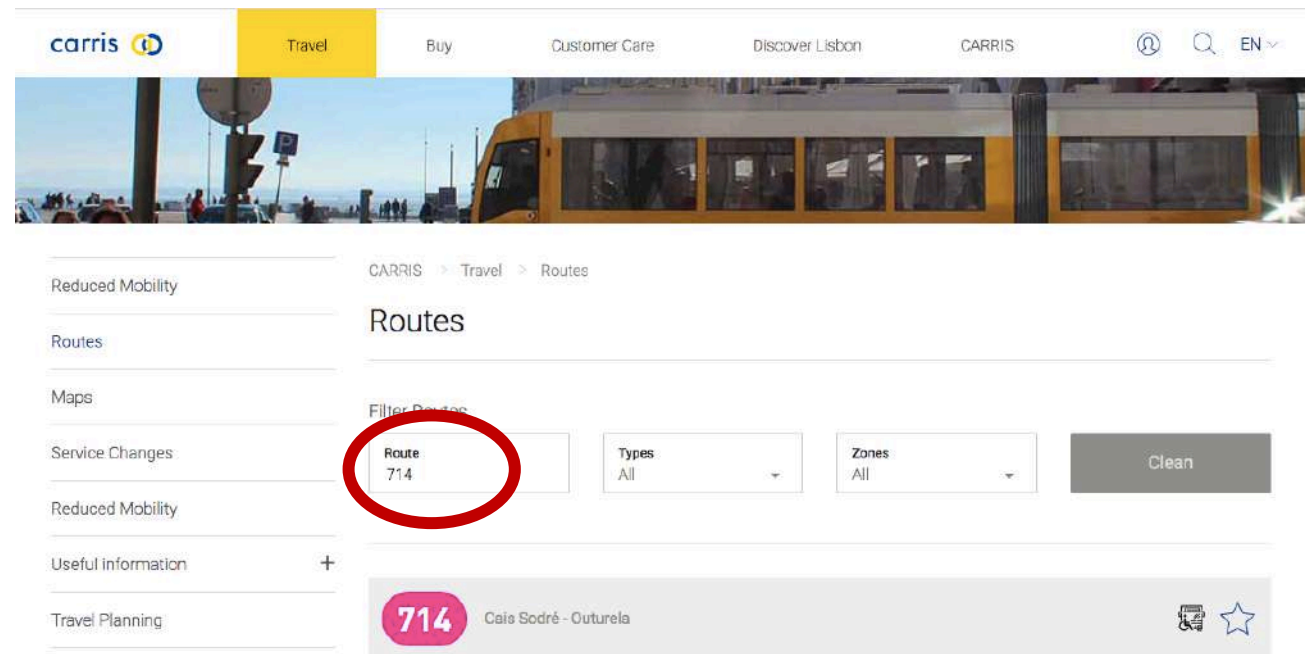 carris
Travel
Buy
Customer Care
Discover Lisbon
CARRIS
EN
P
Reduced Mobility
Routes
Maps
Service Changes
Reduced Mobility
Useful information
+
Travel Planning
CARRIS > Travel > Routes
Routes
Filter Routes
Route
714
Types
All
Zones
All
Clean
714 Cais Sodré - Outurela